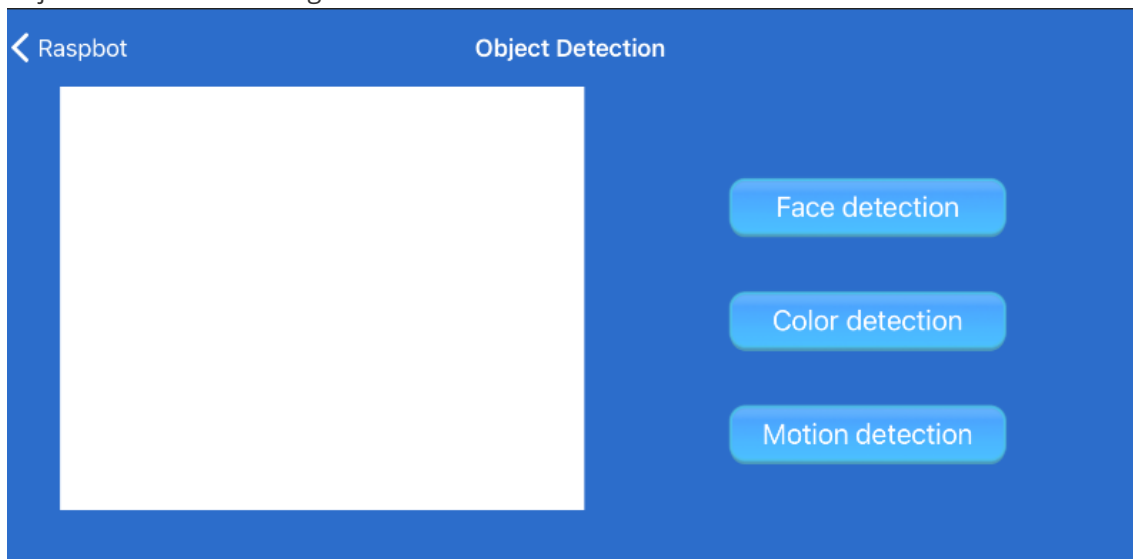 Raspbot
Object Detection
Face detection
Color detection
Motion detection